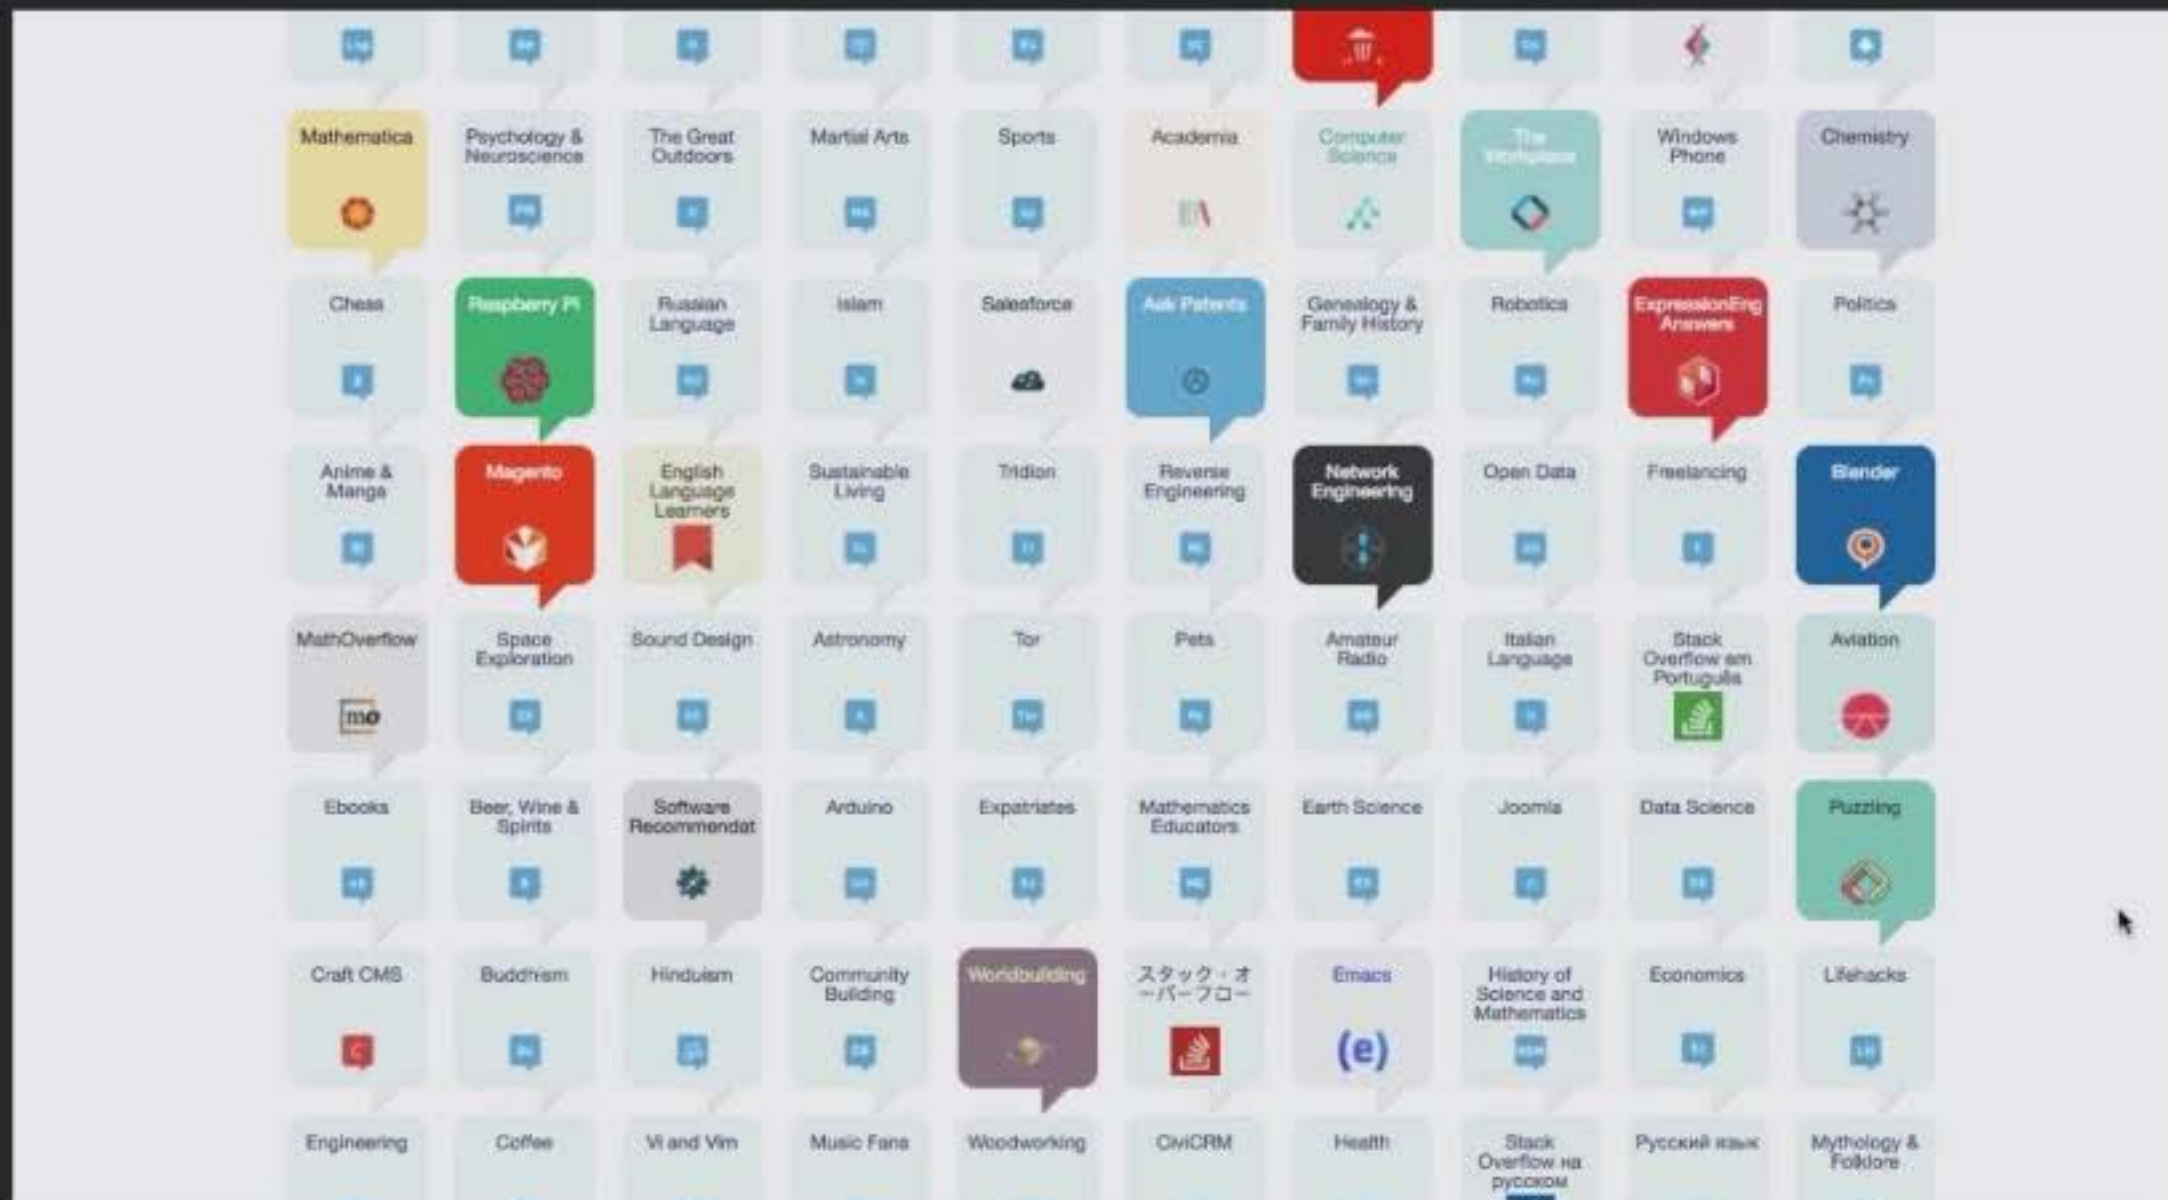 Mathematica
Psychology &
Neuroscience
The Great
Outdoors
Martial Arts
Sports
Academia
Computer
Science
The
Workplace
Windows
Phone
Chemistry
Chess
Raspberry Pi
Russian
Language
Islam
Salesforce
Ask Patents
Genealogy &
Family History
Robotics
ExpressionEng
Answers
Politics
Anime &
Manga
Magento
English
Language
Learners
Sustainable
Living
Tridion
Reverse
Engineering
Network
Engineering
Open Data
Freelancing
Blender
MathOverflow
mo
Space
Exploration
Sound Design
Astronomy
Tor
Pets
Amateur
Radio
Italian
Language
Stack
Overflow em
Português
Aviation
Ebooks
Beer, Wine &
Spirits
Software
Recommendat
Arduino
Expatriates
Mathematics
Educators
Earth Science
Joomla
Data Science
Puzzling
Craft CMS
C
Buddhism
Hinduism
Community
Building
Worldbuilding
スタック・オ
ーバーフロー
Emacs
(e)
History of
Science and
Mathematics
Economics
Lifehacks
Engineering
Coffee
Vi and Vim
Music Fans
Woodworking
CiviCRM
Health
Stack
Overflow на
русском
Русский язык
Mythology &
Folklore